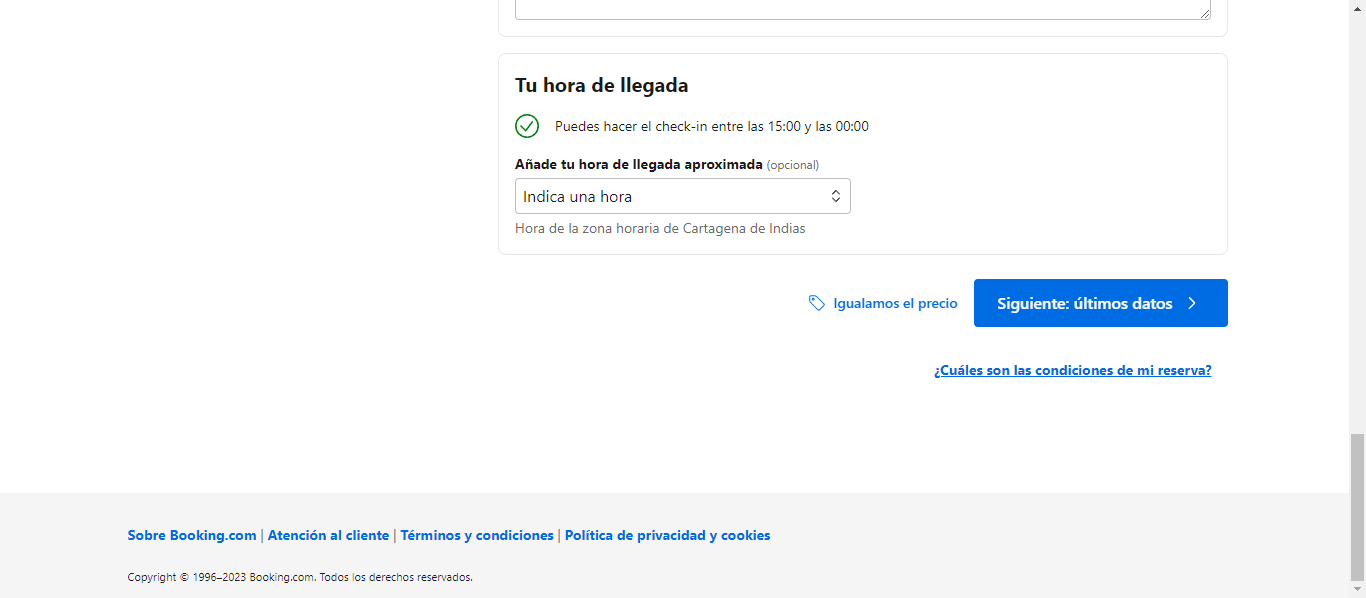 Tu hora de llegada
Puedes hacer el check-in entre las 15:00 y las 00:00
Añade tu hora de llegada aproximada (opcional)
Indica una hora
Hora de la zona horaria de Cartagena de Indias
Igualamos el precio
Siguiente: últimos datos
¿Cuáles son las condiciones de mi reserva?
Sobre Booking.com | Atención al cliente | Términos y condiciones | Política de privacidad y cookies
Copyright © 1996–2023 Booking.com. Todos los derechos reservados.